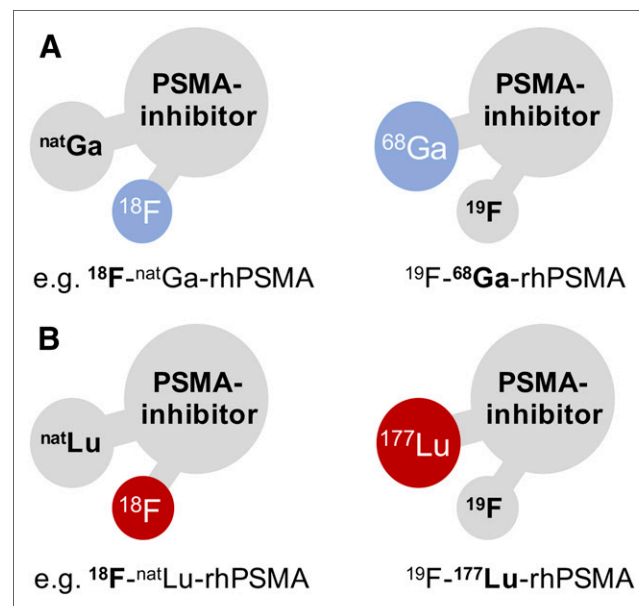 A
PSMA-
inhibitor
natGa
18F
e.g. 18F-natGa-rhPSMA
PSMA-
inhibitor
68Ga
19F
19F-68Ga-rhPSMA
B
PSMA-
inhibitor
natLu
18F
e.g. 18F-natLu-rhPSMA
PSMA-
inhibitor
177Lu
19F
19F-177Lu-rhPSMA